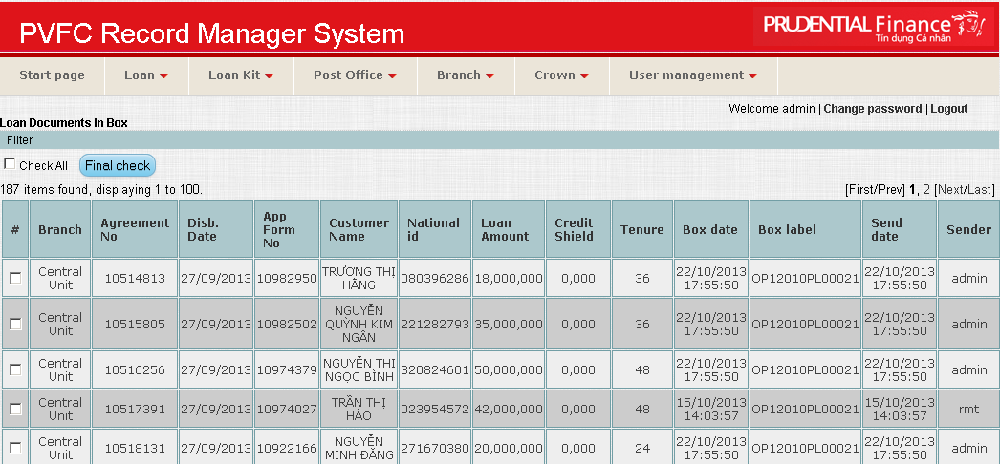 PVFC Record Manager System
PRUDENTIAL Finance
Tín dụng Cá nhân
Start page Loan Loan Kit Post Office Branch Crown User management
Welcome admin | Change password | Logout
Loan Documents In Box
Filter
Check All Final check
187 items found, displaying 1 to 100. [First/Prev] 1, 2 [Next/Last]
# Branch Agreement No Disb. Date App Form No Customer Name National id Loan Amount Credit Shield Tenure Box date Box label Send date Sender
Central Unit 10514813 27/09/2013 10982950 TRƯƠNG THỊ HẰNG 080396286 18,000,000 0,000 36 22/10/2013 17:55:50 OP12010PL00021 22/10/2013 17:55:50 admin
Central Unit 10515805 27/09/2013 10982502 NGUYỄN QUỲNH KIM NGÂN 221282793 35,000,000 0,000 36 22/10/2013 17:55:50 OP12010PL00021 22/10/2013 17:55:50 admin
Central Unit 10516256 27/09/2013 10974379 NGUYỄN THỊ NGỌC BÌNH 320824601 50,000,000 0,000 48 22/10/2013 17:55:50 OP12010PL00021 22/10/2013 17:55:50 admin
Central Unit 10517391 27/09/2013 10974027 TRẦN THỊ HẢO 023954572 42,000,000 0,000 48 15/10/2013 14:03:57 OP12010PL00021 15/10/2013 14:03:57 rmt
Central Unit 10518131 27/09/2013 10922166 NGUYỄN MINH ĐĂNG 271670380 20,000,000 0,000 24 22/10/2013 17:55:50 OP12010PL00021 22/10/2013 17:55:50 admin